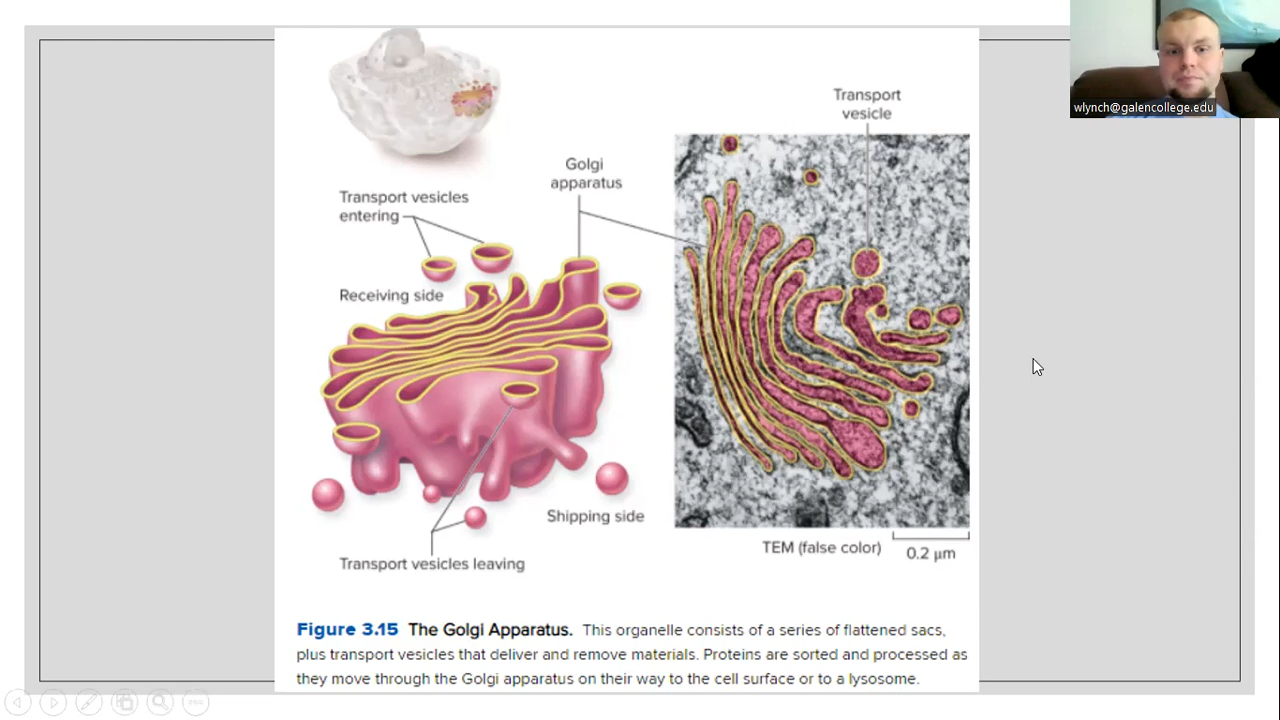 wlynch@galencollege.edu
Transport
vesicle
Golgi
apparatus
Transport vesicles
entering
Receiving side
Shipping side
Transport vesicles leaving
TEM (false color)
0.2 μm
Figure 3.15 The Golgi Apparatus. This organelle consists of a series of flattened sacs,
plus transport vesicles that deliver and remove materials. Proteins are sorted and processed as
they move through the Golgi apparatus on their way to the cell surface or to a lysosome.